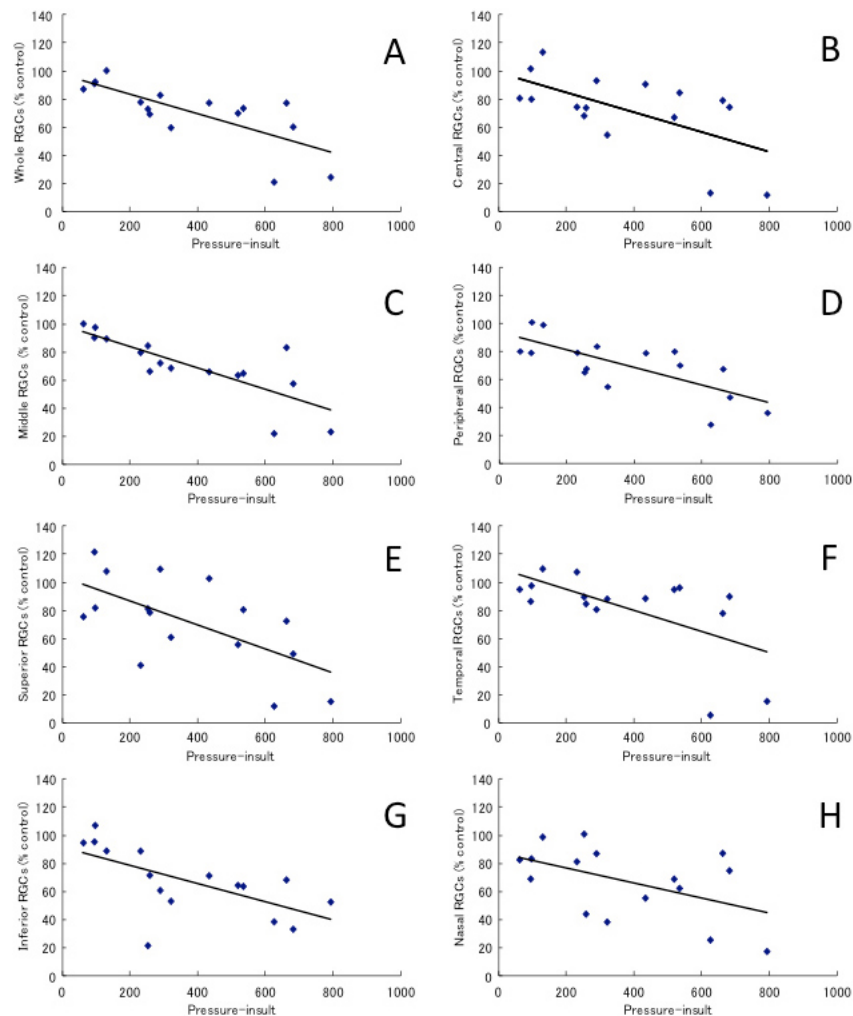 A
Whole RGCs (% control)
140
120
100
80
60
40
20
0
0 200 400 600 800 1000
Pressure-insult
B
Central RGCs (% control)
140
120
100
80
60
40
20
0
0 200 400 600 800 1000
Pressure-insult
C
Middle RGCs (% control)
140
120
100
80
60
40
20
0
0 200 400 600 800 1000
Pressure-insult
D
Peripheral RGCs (%control)
140
120
100
80
60
40
20
0
0 200 400 600 800 1000
Pressure-insult
E
Superior RGCs (% control)
140
120
100
80
60
40
20
0
0 200 400 600 800 1000
Pressure-insult
F
Temporal RGCs (% control)
140
120
100
80
60
40
20
0
0 200 400 600 800 1000
Pressure-insult
G
Inferior RGCs (% control)
140
120
100
80
60
40
20
0
0 200 400 600 800 1000
Pressure-insult
H
Nasal RGCs (% control)
140
120
100
80
60
40
20
0
0 200 400 600 800 1000
Pressure-insult